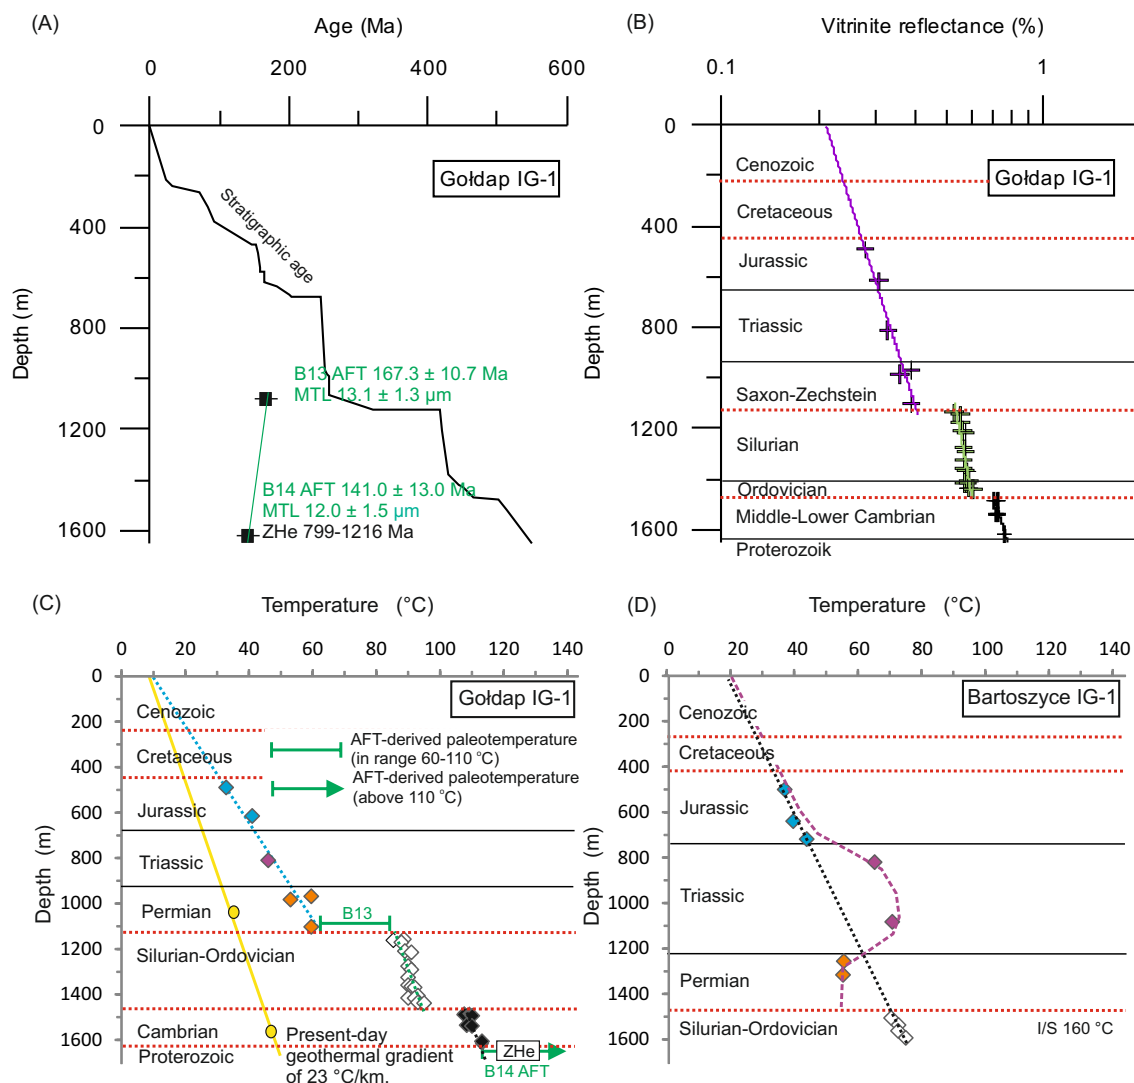 (A)
Age (Ma)
0
200
400
600
0
400
800
1200
1600
Depth (m)
Gołdap IG-1
Stratigraphic age
B13 AFT 167.3 ± 10.7 Ma
MTL 13.1 ± 1.3 µm
B14 AFT 141.0 ± 13.0 Ma
MTL 12.0 ± 1.5 µm
ZHe 799-1216 Ma
(B)
Vitrinite reflectance (%)
0.1
1
0
400
800
1200
1600
Depth (m)
Gołdap IG-1
Cenozoic
Cretaceous
Jurassic
Triassic
Saxon-Zechstein
Silurian
Ordovician
Middle-Lower Cambrian
Proterozoik
(C)
Temperature (°C)
0 20 40 60 80 100 120 140
0
200
400
600
800
1000
1200
1400
1600
Depth (m)
Gołdap IG-1
Cenozoic
Cretaceous
Jurassic
Triassic
Permian
Silurian-Ordovician
Cambrian
Proterozoic
AFT-derived paleotemperature
(in range 60-110 °C)
AFT-derived paleotemperature
(above 110 °C)
B13
Present-day
geothermal gradient
of 23 °C/km.
ZHe
B14 AFT
(D)
Temperature (°C)
0 20 40 60 80 100 120 140
0
200
400
600
800
1000
1200
1400
1600
Depth (m)
Bartoszyce IG-1
Cenozoic
Cretaceous
Jurassic
Triassic
Permian
Silurian-Ordovician
I/S 160 °C